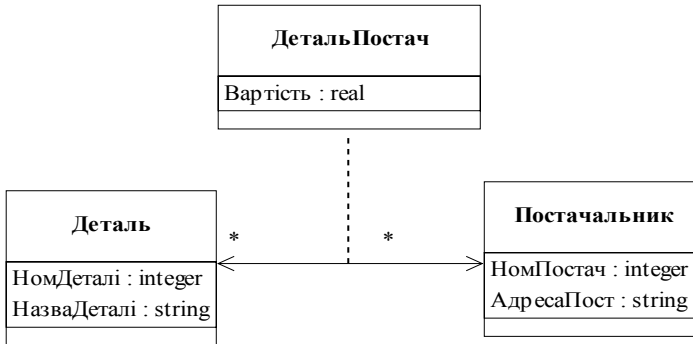 ДетальПостач
Вартість : real
Деталь
НомДеталі : integer
НазваДеталі : string
*
*
Постачальник
НомПостач : integer
АдресаПост : string